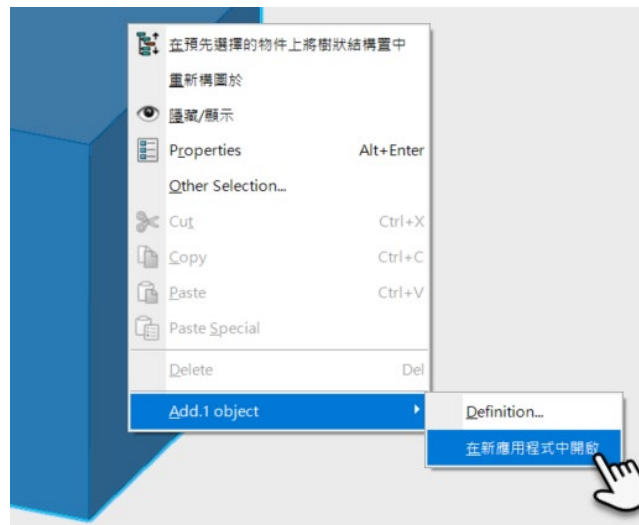 在預先選擇的物件上將樹狀結構置中
重新構圖於
隱藏/顯示
Properties Alt+Enter
Other Selection...
Cut Ctrl+X
Copy Ctrl+C
Paste Ctrl+V
Paste Special
Delete Del
Add.1 object
Definition...
在新應用程式中開啟